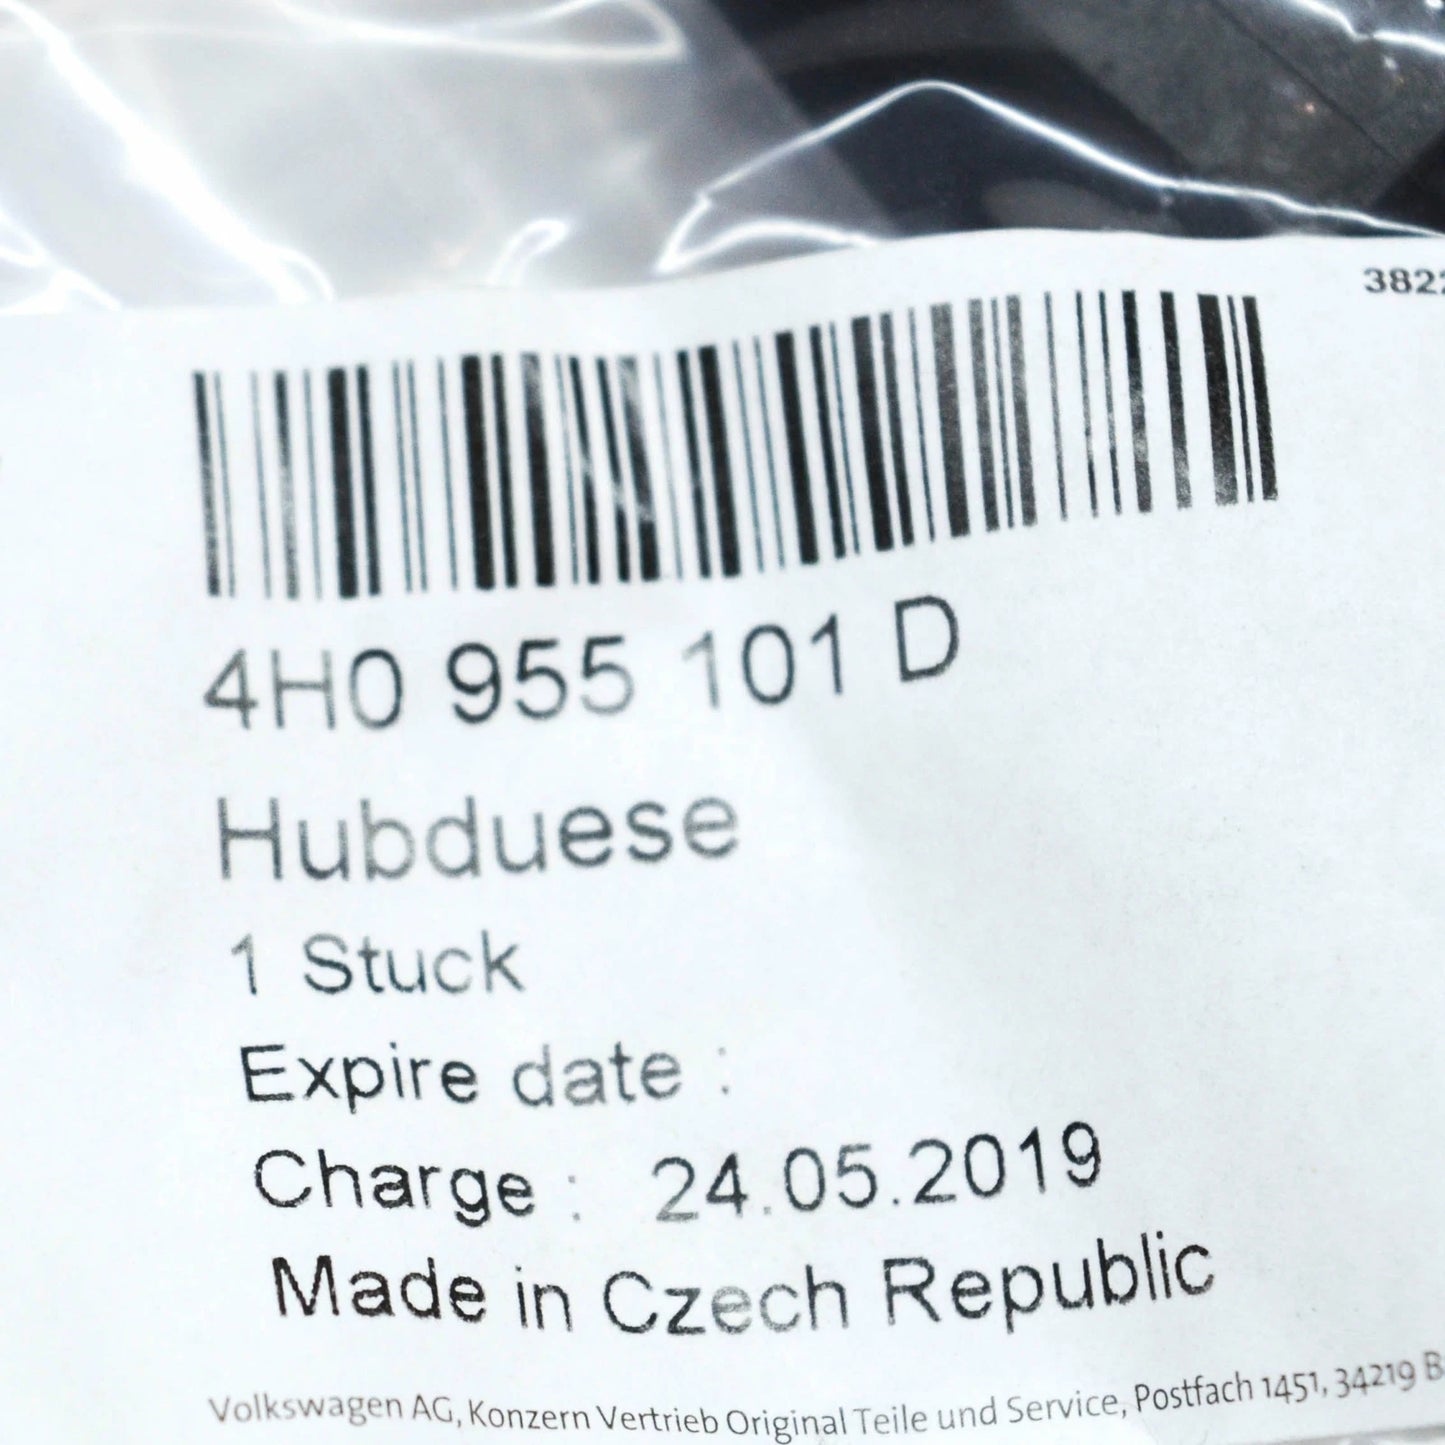 3822
4H0 955 101 D
Hubduese
1 Stuck
Expire date :
Charge : 24.05.2019
Made in Czech Republic
Volkswagen AG, Konzern Vertrieb Original Teile und Service, Postfach 1451, 34219